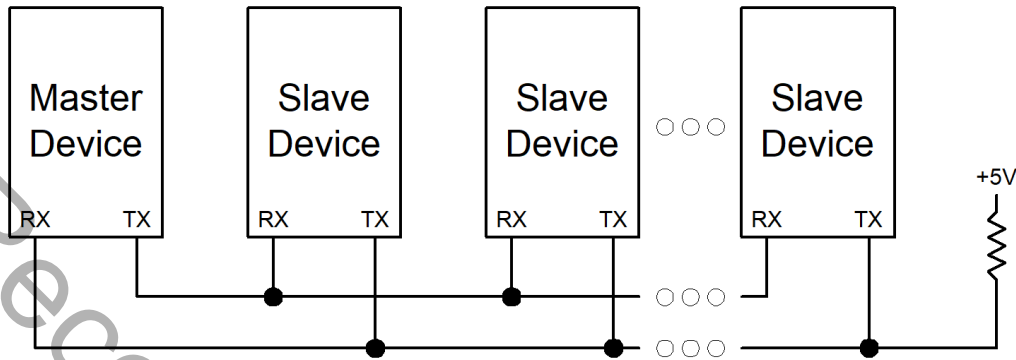 Master
Device
Slave
Device
Slave
Device
Slave
Device
RX
TX
RX
TX
RX
TX
RX
TX
+5V